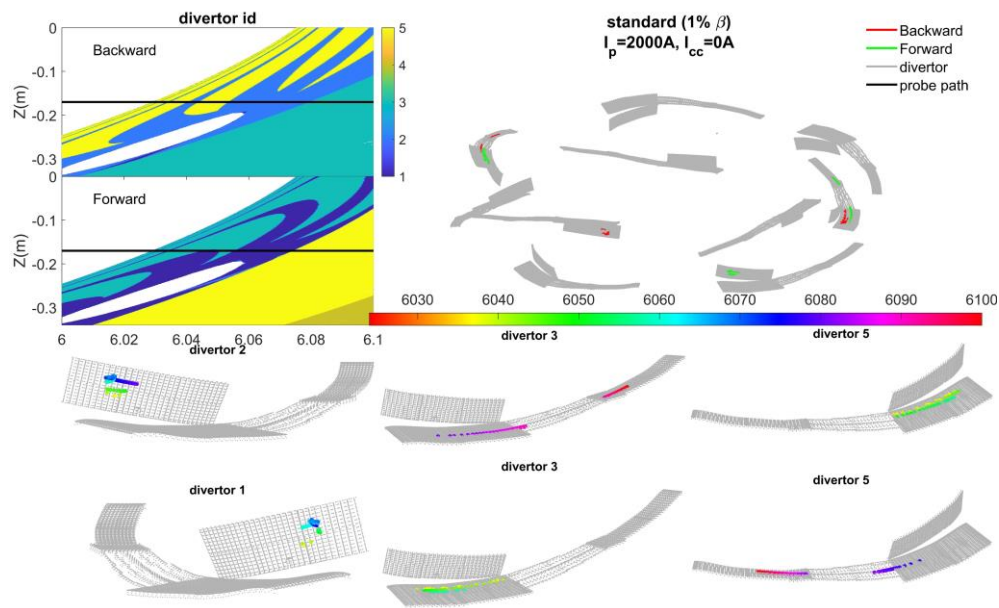 divertor id
Backward
Z(m)
0
-0.1
-0.2
-0.3
5
4
3
2
1
Forward
Z(m)
0
-0.1
-0.2
-0.3
6
6.02
6.04
6.06
6.08
6.1
standard (1% β)
I_p=2000A, I_cc=0A
Backward
Forward
divertor
probe path
6030
6040
6050
6060
6070
6080
6090
6100
divertor 2
divertor 3
divertor 5
divertor 1
divertor 3
divertor 5